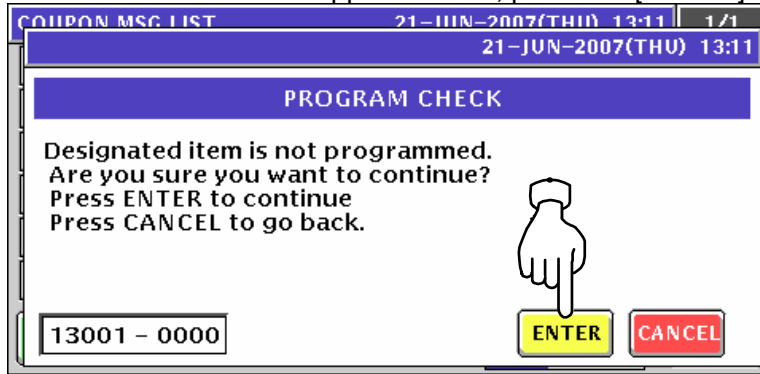 COUPON MSG LIST 21-JUN-2007(THU) 13:11 1/1
21-JUN-2007(THU) 13:11
PROGRAM CHECK
Designated item is not programmed.
Are you sure you want to continue?
Press ENTER to continue
Press CANCEL to go back.
13001 - 0000
ENTER
CANCEL